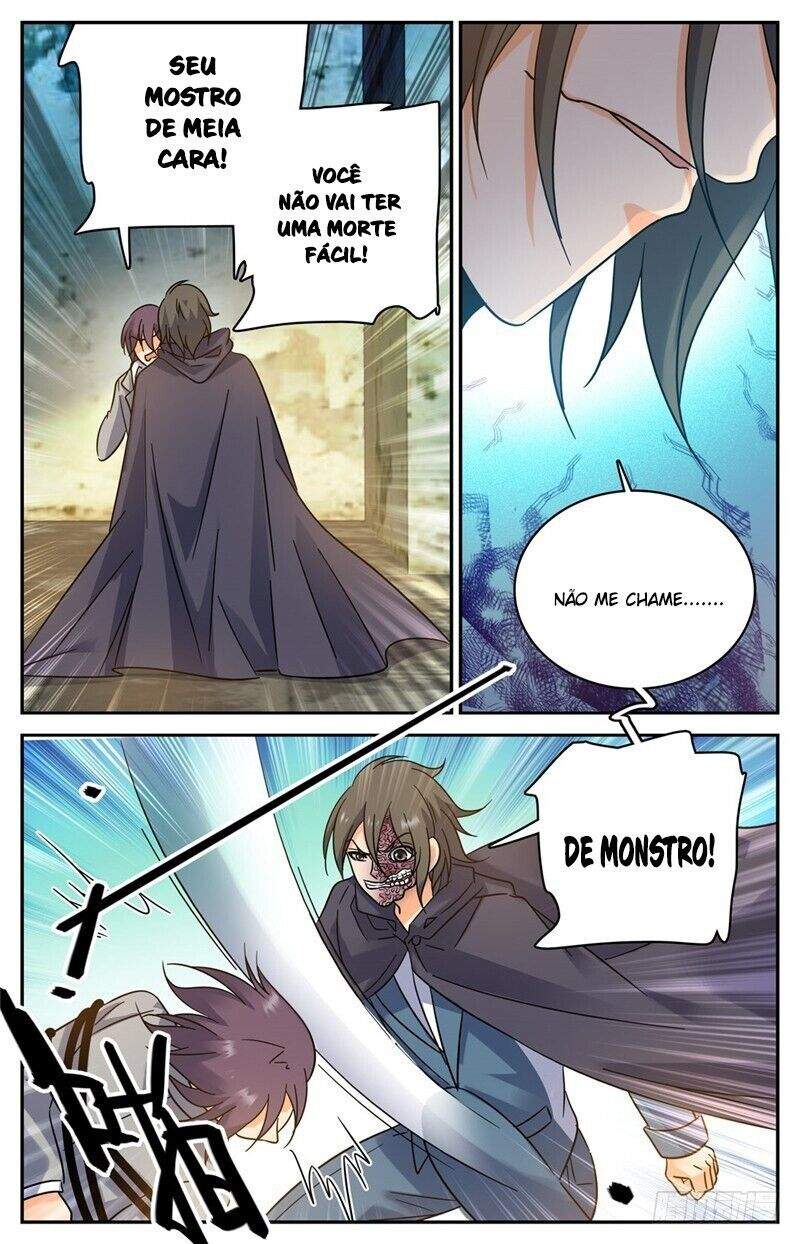 SEU
MOSTRO
DE MEIA
CARA!
VOCÊ
NÃO VAI TER
UMA MORTE
FÁCIL!
NÃO ME CHAME.......
DE MONSTRO!